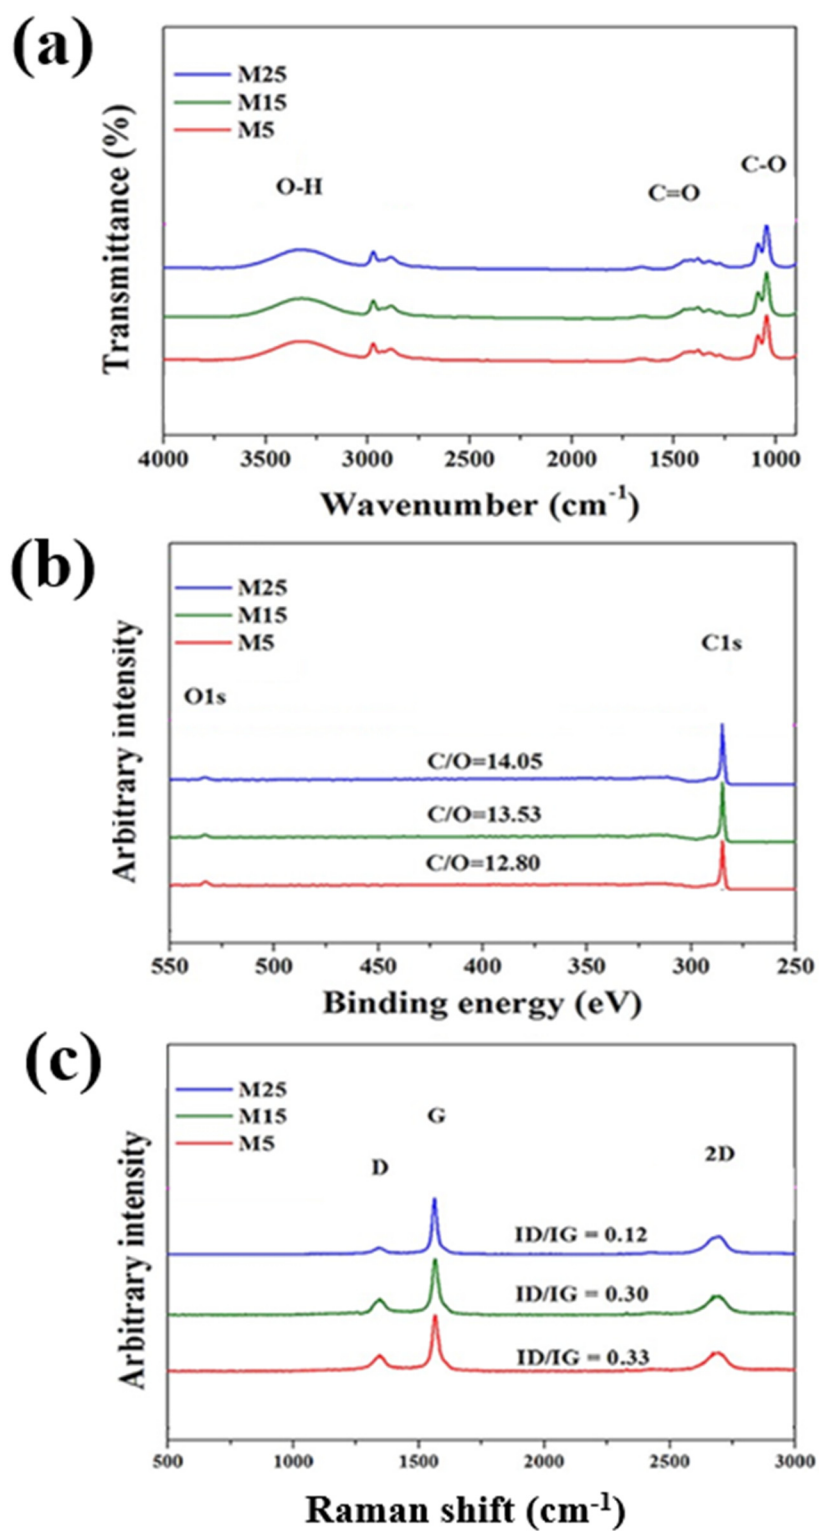 (a)
M25
M15
M5
O-H
C=O
C-O
Transmittance (%)
4000 3500 3000 2500 2000 1500 1000
Wavenumber (cm-1)
(b)
M25
M15
M5
O1s
C1s
C/O=14.05
C/O=13.53
C/O=12.80
Arbitrary intensity
550 500 450 400 350 300 250
Binding energy (eV)
(c)
M25
M15
M5
D
G
2D
ID/IG = 0.12
ID/IG = 0.30
ID/IG = 0.33
Arbitrary intensity
500 1000 1500 2000 2500 3000
Raman shift (cm-1)